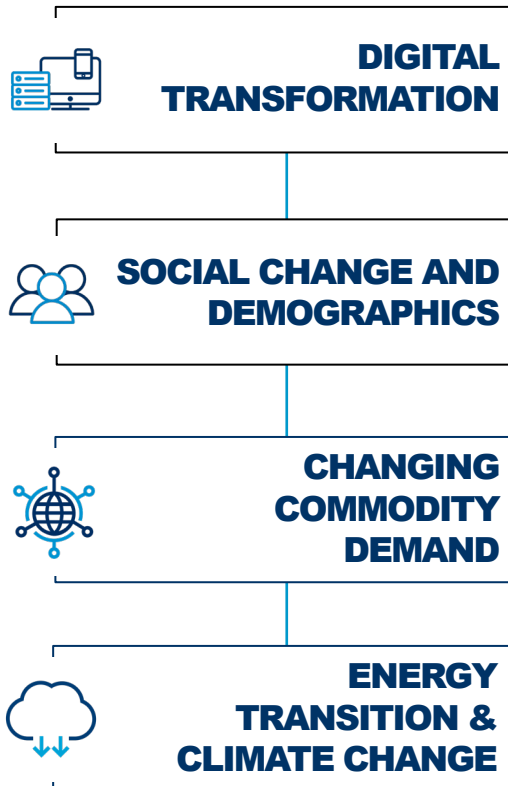 DIGITAL
TRANSFORMATION
SOCIAL CHANGE AND
DEMOGRAPHICS
CHANGING
COMMODITY
DEMAND
ENERGY
TRANSITION &
CLIMATE CHANGE